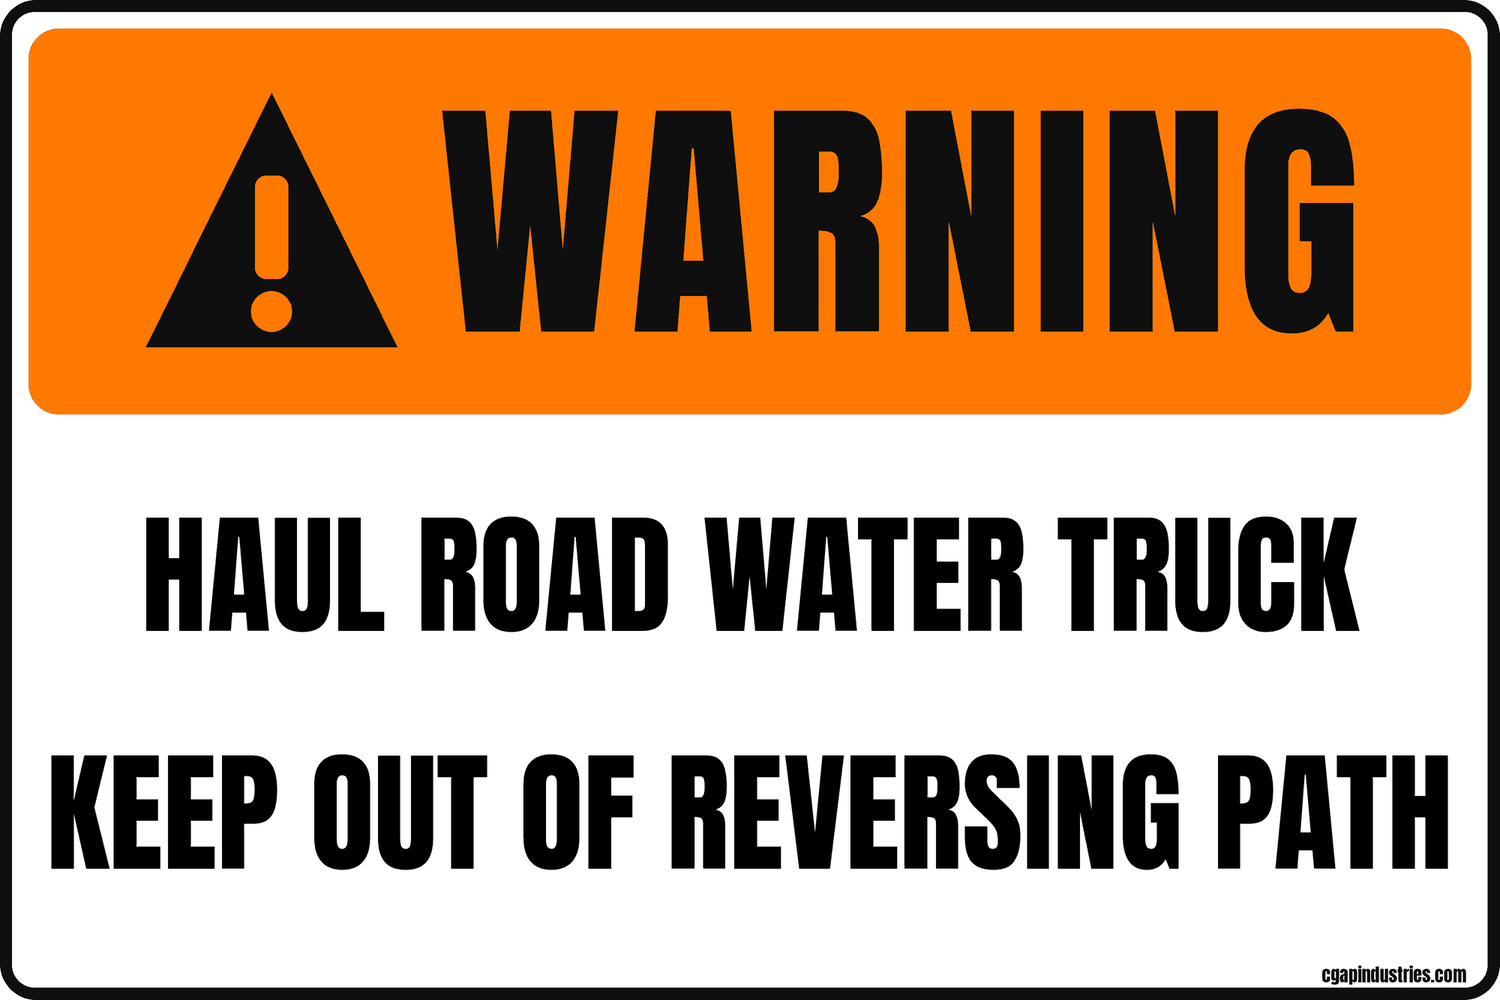 WARNING
HAUL ROAD WATER TRUCK
KEEP OUT OF REVERSING PATH
cgapindustries.com